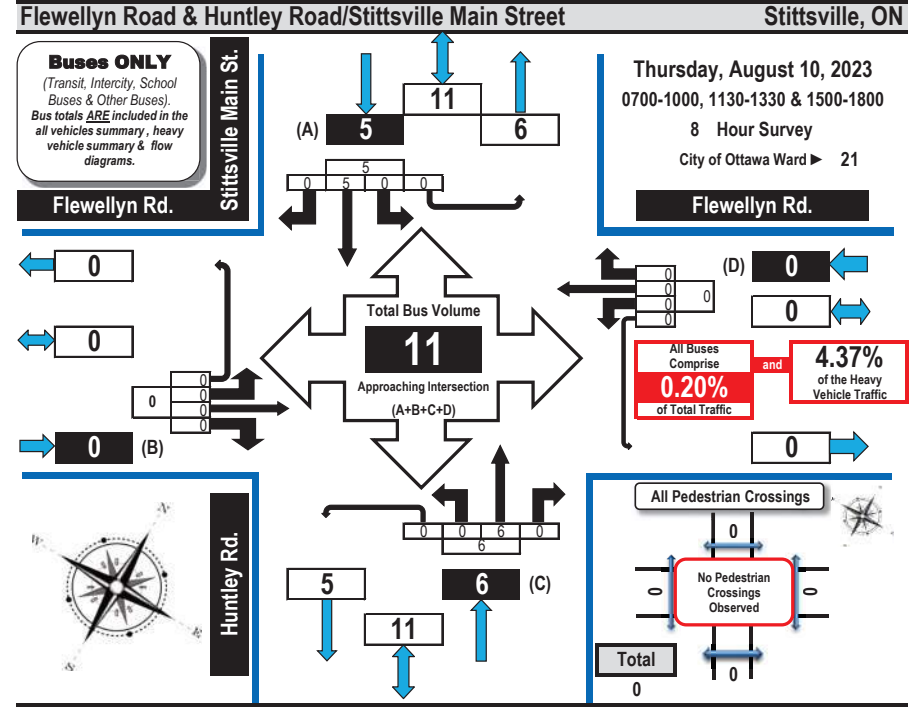 Flewellyn Road & Huntley Road/Stittsville Main Street
Stittsville, ON
Buses ONLY
(Transit, Intercity, School
Buses & Other Buses).
Bus totals ARE included in the
all vehicles summary , heavy
vehicle summary & flow
diagrams.
Stittsville Main St.
Flewellyn Rd.
11
(A) 5
6
5
0 5 0 0
Thursday, August 10, 2023
0700-1000, 1130-1330 & 1500-1800
8 Hour Survey
City of Ottawa Ward ► 21
Flewellyn Rd.
0
0
0
0
0
0
0
0 (B)
Total Bus Volume
11
Approaching Intersection
(A+B+C+D)
0
0
0
0
0
(D) 0
0
All Buses
Comprise
0.20%
of Total Traffic
and
4.37%
of the Heavy
Vehicle Traffic
0
Huntley Rd.
N
E
S
W
0 0 6 0
6
5
6 (C)
11
All Pedestrian Crossings
0
0
No Pedestrian
Crossings
Observed
0
0
Total
0